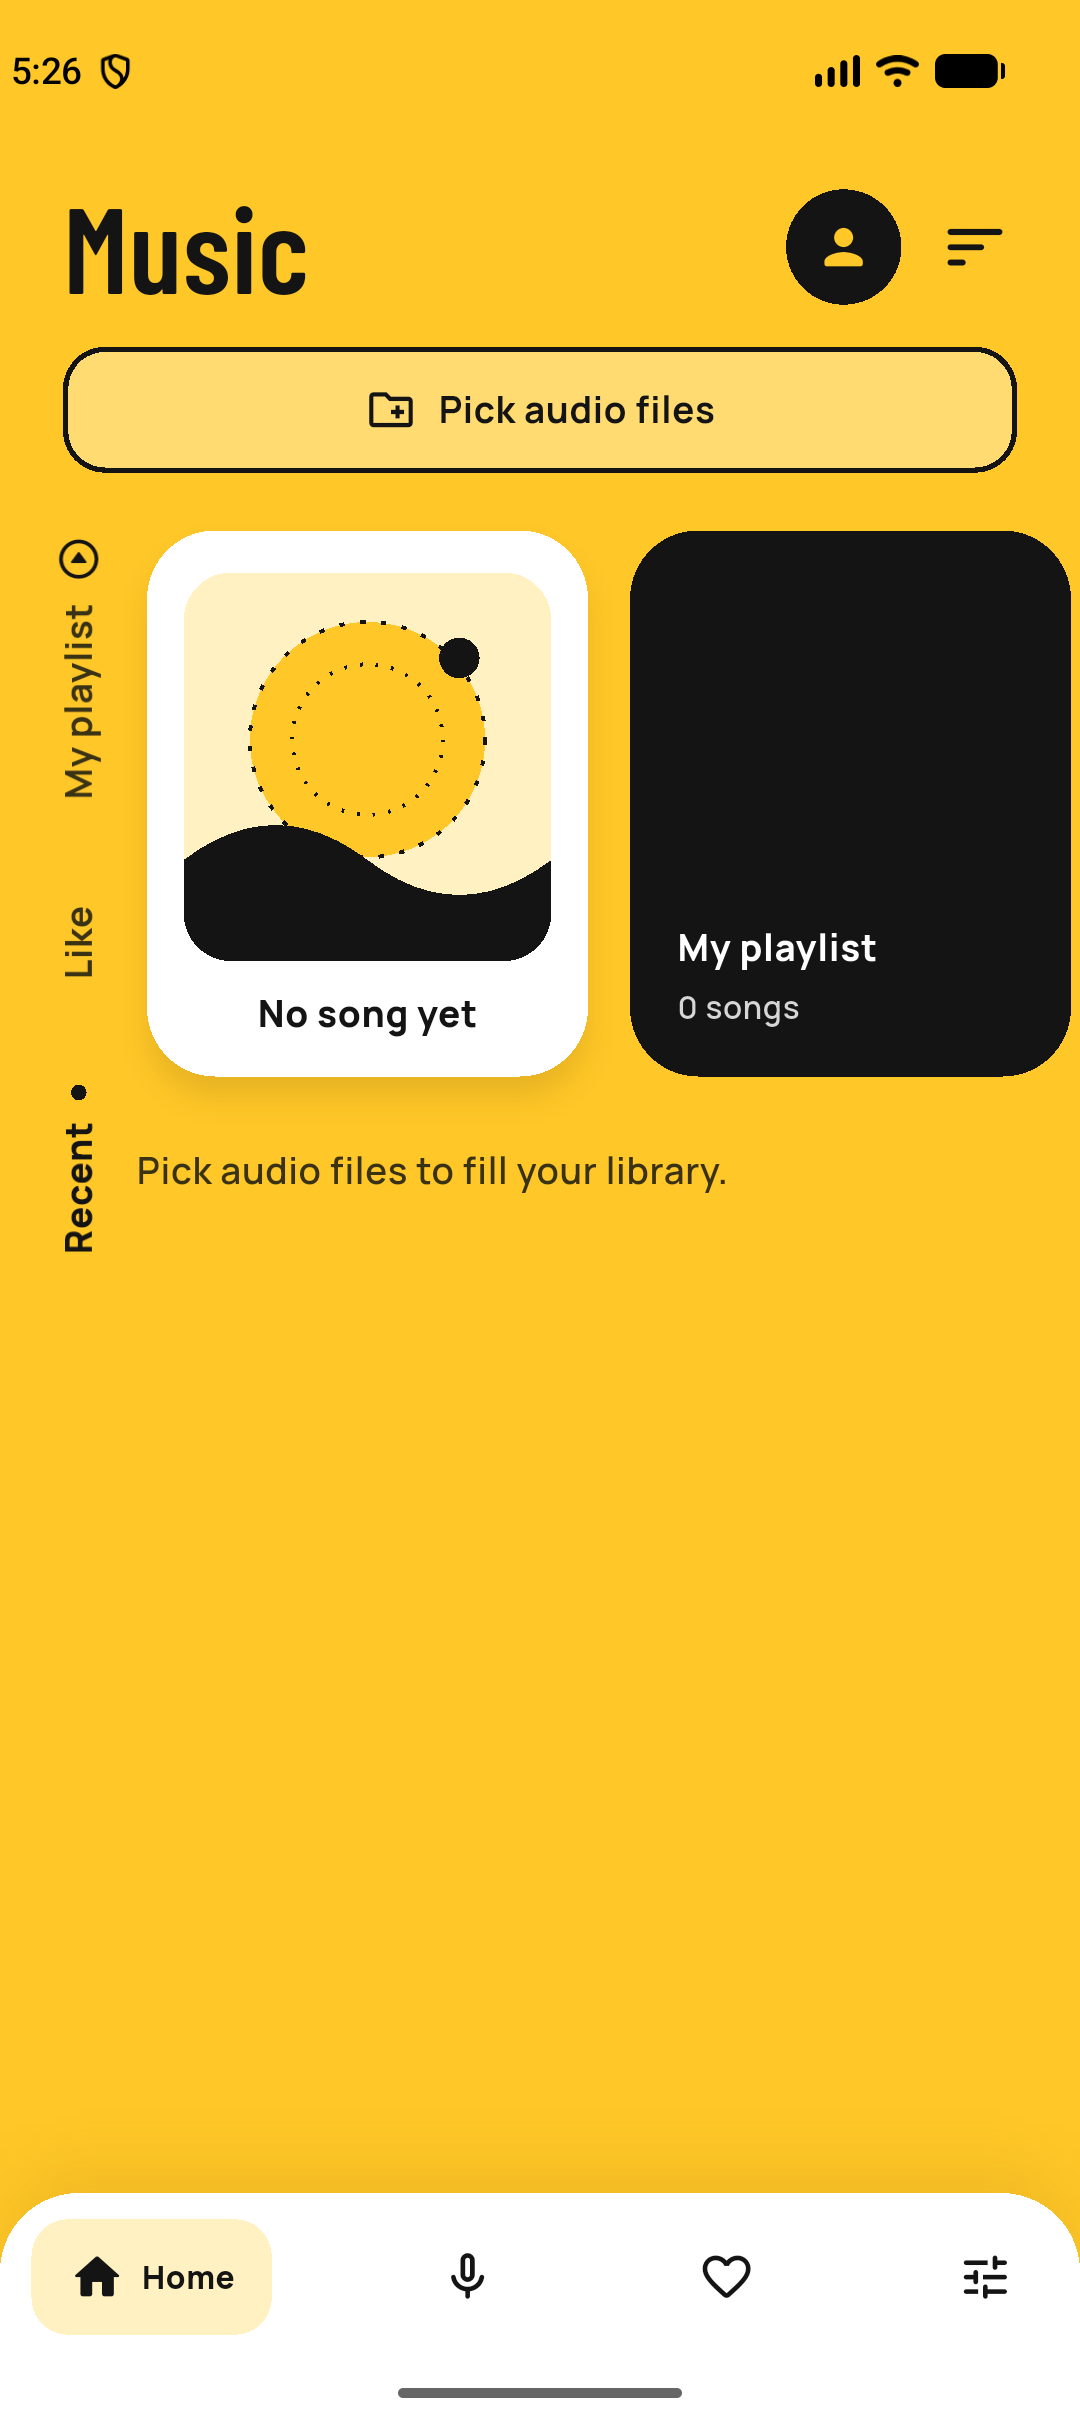 5:26
Music
Pick audio files
My playlist
Like
Recent
No song yet
My playlist
0 songs
Pick audio files to fill your library.
Home